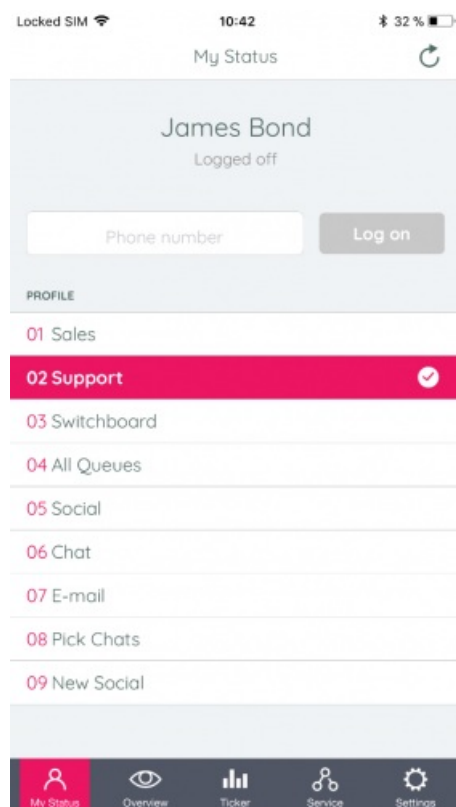 Locked SIM 10:42 32 %
My Status
James Bond
Logged off
Phone number Log on
PROFILE
01 Sales
02 Support
03 Switchboard
04 All Queues
05 Social
06 Chat
07 E-mail
08 Pick Chats
09 New Social
My Status Overview Ticker Service Settings